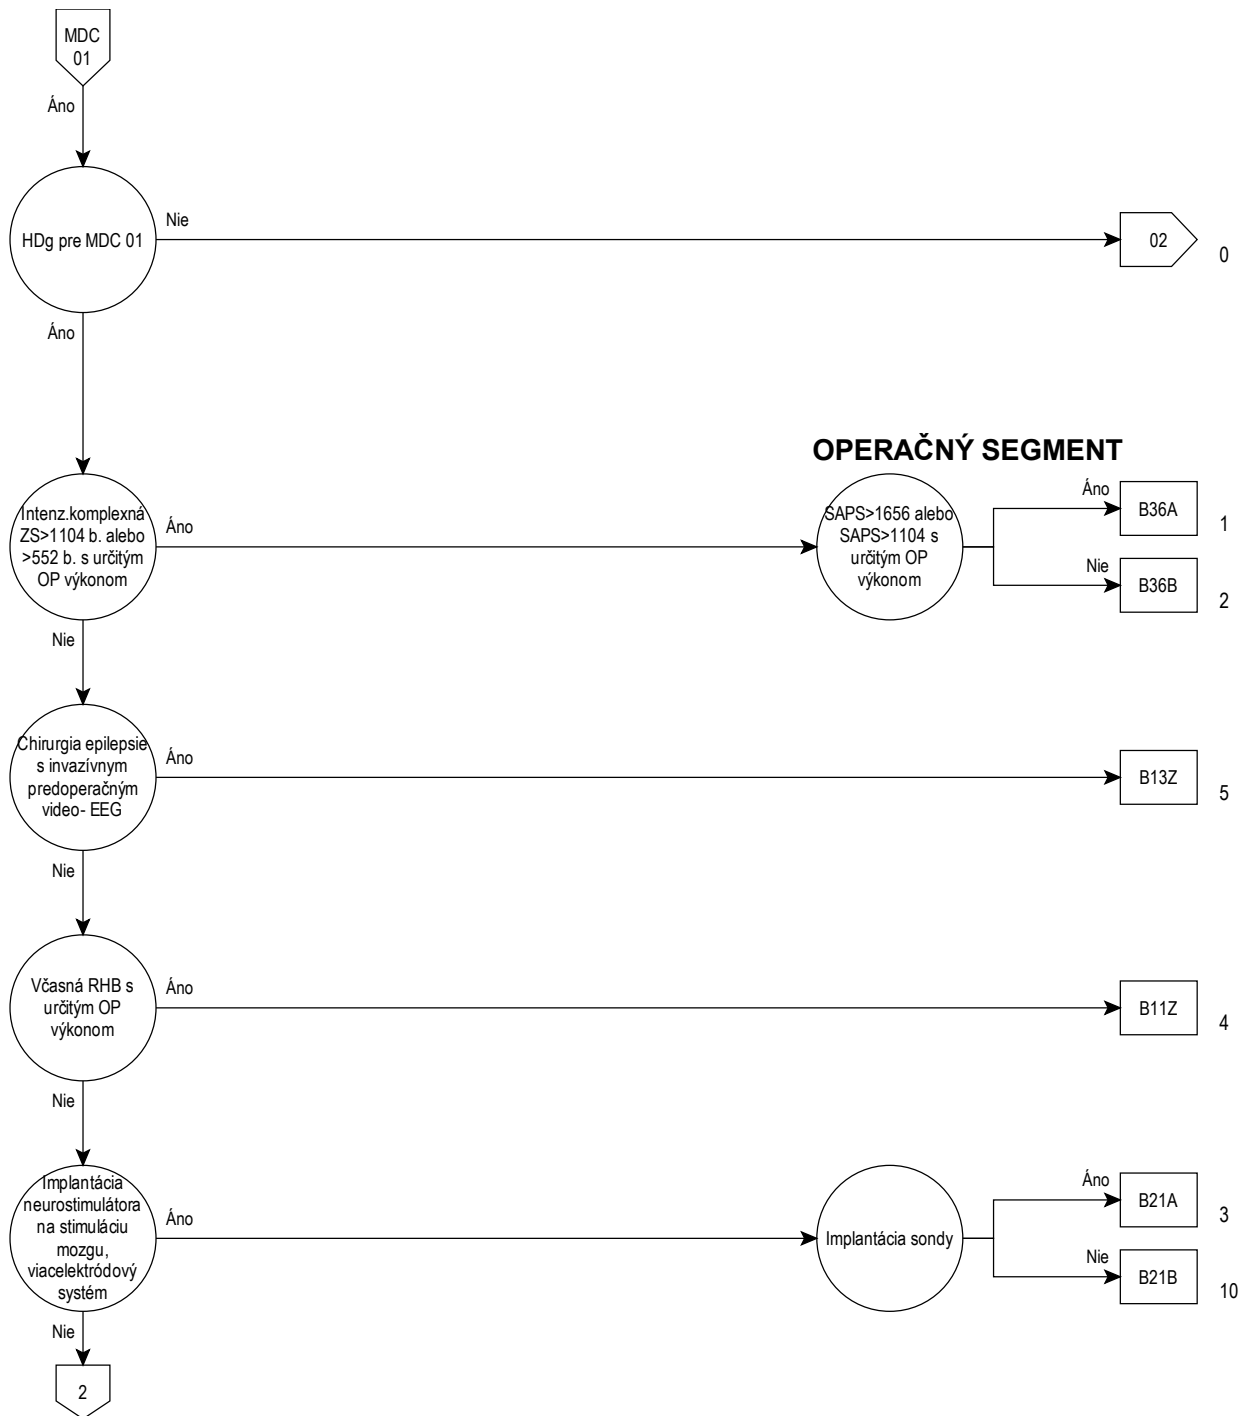 MDC
01
Áno
HDg pre MDC 01
Nie
02
0
Áno
OPERAČNÝ SEGMENT
Intenz.komplexná
ZS>1104 b. alebo
>552 b. s určitým
OP výkonom
Áno
SAPS>1656 alebo
SAPS>1104 s
určitým OP
výkonom
Áno
B36A
1
Nie
B36B
2
Nie
Chirurgia epilepsie
s invazívnym
predoperačným
video- EEG
Áno
B13Z
5
Nie
Včasná RHB s
určitým OP
výkonom
Áno
B11Z
4
Nie
Implantácia
neurostimulátora
na stimuláciu
mozgu,
viacelektródový
systém
Áno
Implantácia sondy
Áno
B21A
3
Nie
B21B
10
Nie
2